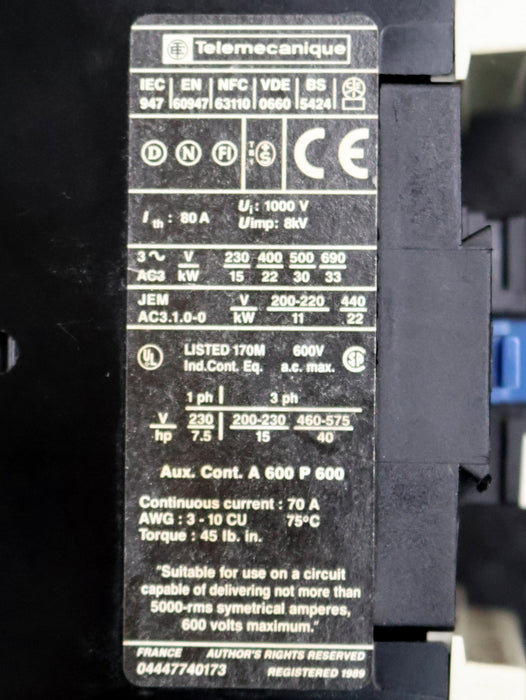 Telemecanique
IEC EN NFC VDE BS
947 60947 63110 0660 5424
D N FI S CE
Ith : 80 A Ui : 1000 V
Uimp : 8kV
3~ V 230 400 500 690
AC3 kW 15 22 30 33
JEM V 200-220 440
AC3.1.0-0 kW 11 22
UL LISTED 170M 600V
Ind.Cont. Eq. a.c. max.
1 ph 3 ph
V 230 200-230 460-575
hp 7.5 15 40
Aux. Cont. A 600 P 600
Continuous current : 70 A
AWG : 3 - 10 CU 75°C
Torque : 45 lb. in.
"Suitable for use on a circuit
capable of delivering not more than
5000-rms symetrical amperes,
600 volts maximum."
FRANCE AUTHOR'S RIGHTS RESERVED
04447740173 REGISTERED 1989